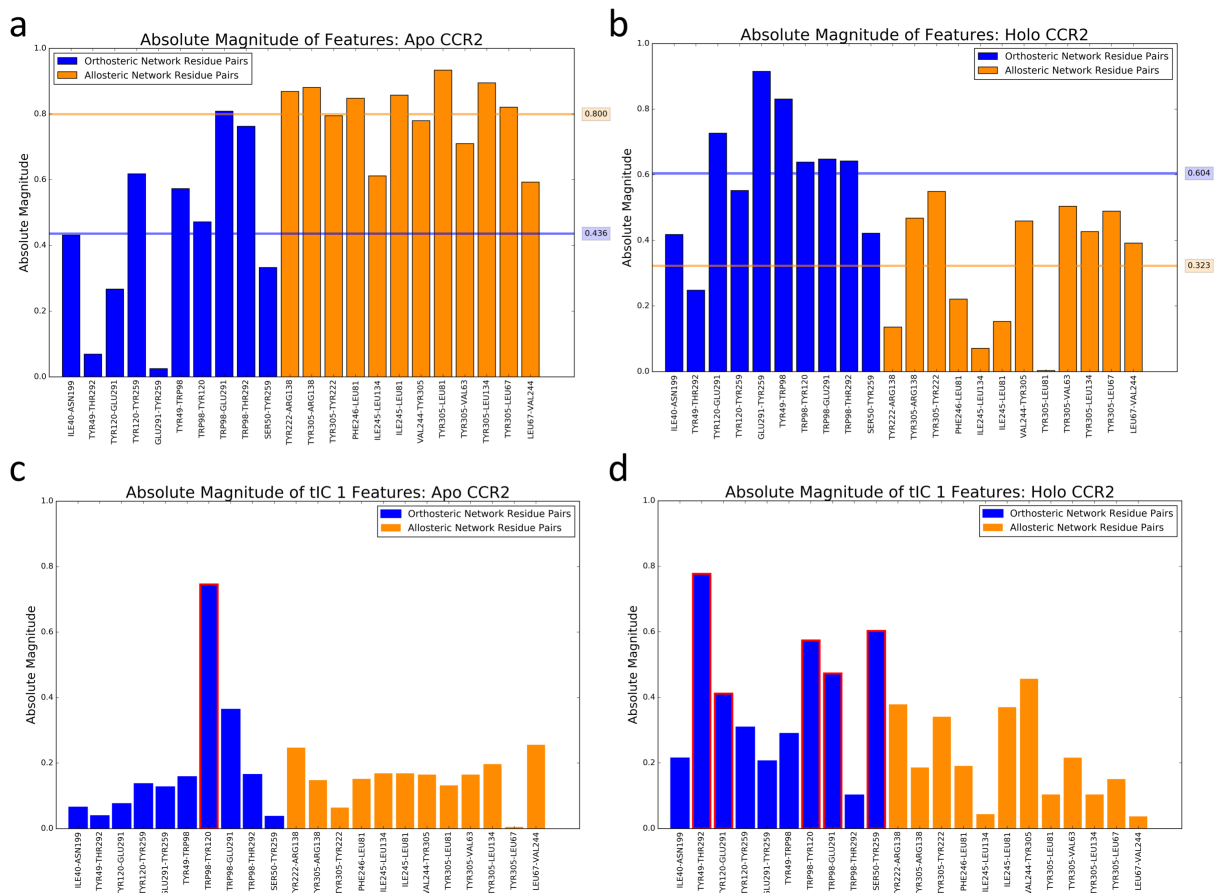 a
Absolute Magnitude of Features: Apo CCR2
Orthosteric Network Residue Pairs
Allosteric Network Residue Pairs
Absolute Magnitude
1.0
0.8
0.6
0.4
0.2
0.0
0.800
0.436
ILE40-ASN199
TYR49-THR292
TYR120-GLU291
TYR120-TYR259
GLU291-TYR259
TYR49-TRP98
TRP98-TYR120
TRP98-GLU291
TRP98-THR292
SER50-TYR259
TYR222-ARG138
TYR305-ARG138
TYR305-TYR222
PHE246-LEU81
ILE245-LEU134
ILE245-LEU81
VAL244-TYR305
TYR305-LEU81
TYR305-VAL63
TYR305-LEU134
TYR305-LEU67
LEU67-VAL244
b
Absolute Magnitude of Features: Holo CCR2
Orthosteric Network Residue Pairs
Allosteric Network Residue Pairs
Absolute Magnitude
1.0
0.8
0.6
0.4
0.2
0.0
0.604
0.323
ILE40-ASN199
TYR49-THR292
TYR120-GLU291
TYR120-TYR259
GLU291-TYR259
TYR49-TRP98
TRP98-TYR120
TRP98-GLU291
TRP98-THR292
SER50-TYR259
TYR222-ARG138
TYR305-ARG138
TYR305-TYR222
PHE246-LEU81
ILE245-LEU134
ILE245-LEU81
VAL244-TYR305
TYR305-LEU81
TYR305-VAL63
TYR305-LEU134
TYR305-LEU67
LEU67-VAL244
c
Absolute Magnitude of tIC 1 Features: Apo CCR2
Orthosteric Network Residue Pairs
Allosteric Network Residue Pairs
Absolute Magnitude
1.0
0.8
0.6
0.4
0.2
0.0
ILE40-ASN199
TYR49-THR292
TYR120-GLU291
TYR120-TYR259
GLU291-TYR259
TYR49-TRP98
TRP98-TYR120
TRP98-GLU291
TRP98-THR292
SER50-TYR259
TYR222-ARG138
TYR305-ARG138
TYR305-TYR222
PHE246-LEU81
ILE245-LEU134
ILE245-LEU81
VAL244-TYR305
TYR305-LEU81
TYR305-VAL63
TYR305-LEU134
TYR305-LEU67
LEU67-VAL244
d
Absolute Magnitude of tIC 1 Features: Holo CCR2
Orthosteric Network Residue Pairs
Allosteric Network Residue Pairs
Absolute Magnitude
1.0
0.8
0.6
0.4
0.2
0.0
ILE40-ASN199
TYR49-THR292
TYR120-GLU291
TYR120-TYR259
GLU291-TYR259
TYR49-TRP98
TRP98-TYR120
TRP98-GLU291
TRP98-THR292
SER50-TYR259
TYR222-ARG138
TYR305-ARG138
TYR305-TYR222
PHE246-LEU81
ILE245-LEU134
ILE245-LEU81
VAL244-TYR305
TYR305-LEU81
TYR305-VAL63
TYR305-LEU134
TYR305-LEU67
LEU67-VAL244